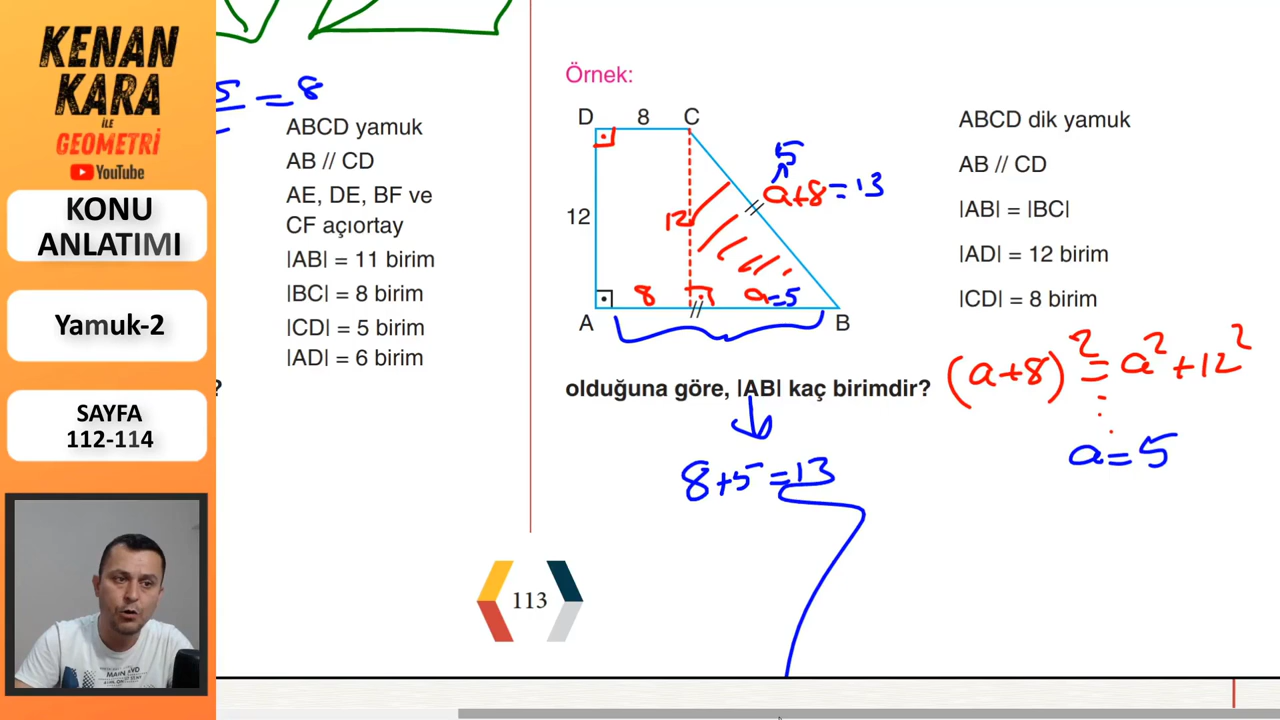 KENAN
KARA
İLE
GEOMETRİ
YouTube
KONU
ANLATIMI
Yamuk-2
SAYFA
112-114
5 = 8
ABCD yamuk
AB // CD
AE, DE, BF ve
CF açıortay
|AB| = 11 birim
|BC| = 8 birim
|CD| = 5 birim
|AD| = 6 birim
?
Örnek:
D 8 C
5
a+8=13
12
12
8 a=5
A B
ABCD dik yamuk
AB // CD
|AB| = |BC|
|AD| = 12 birim
|CD| = 8 birim
olduğuna göre, |AB| kaç birimdir?
8+5=13
(a+8)² = a²+12²
a=5
113